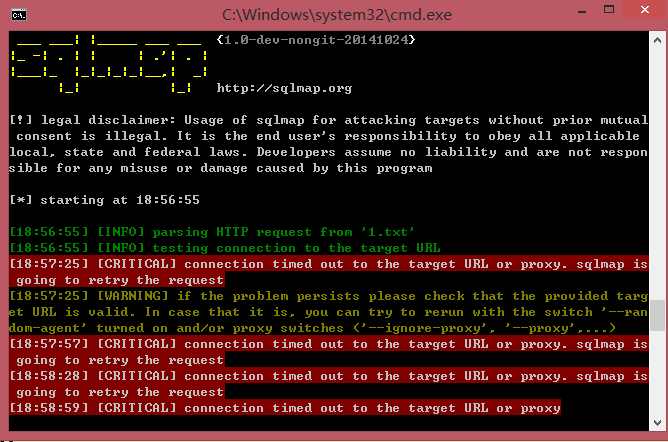 C:\Windows\system32\cmd.exe
{1.0-dev-nongit-20141024}
http://sqlmap.org
[!] legal disclaimer: Usage of sqlmap for attacking targets without prior mutual
consent is illegal. It is the end user's responsibility to obey all applicable
local, state and federal laws. Developers assume no liability and are not respon
sible for any misuse or damage caused by this program
[*] starting at 18:56:55
[18:56:55] [INFO] parsing HTTP request from '1.txt'
[18:56:55] [INFO] testing connection to the target URL
[18:57:25] [CRITICAL] connection timed out to the target URL or proxy. sqlmap is
going to retry the request
[18:57:25] [WARNING] if the problem persists please check that the provided targ
et URL is valid. In case that it is, you can try to rerun with the switch '--ran
dom-agent' turned on and/or proxy switches ('--ignore-proxy', '--proxy',...)
[18:57:57] [CRITICAL] connection timed out to the target URL or proxy. sqlmap is
going to retry the request
[18:58:28] [CRITICAL] connection timed out to the target URL or proxy. sqlmap is
going to retry the request
[18:58:59] [CRITICAL] connection timed out to the target URL or proxy